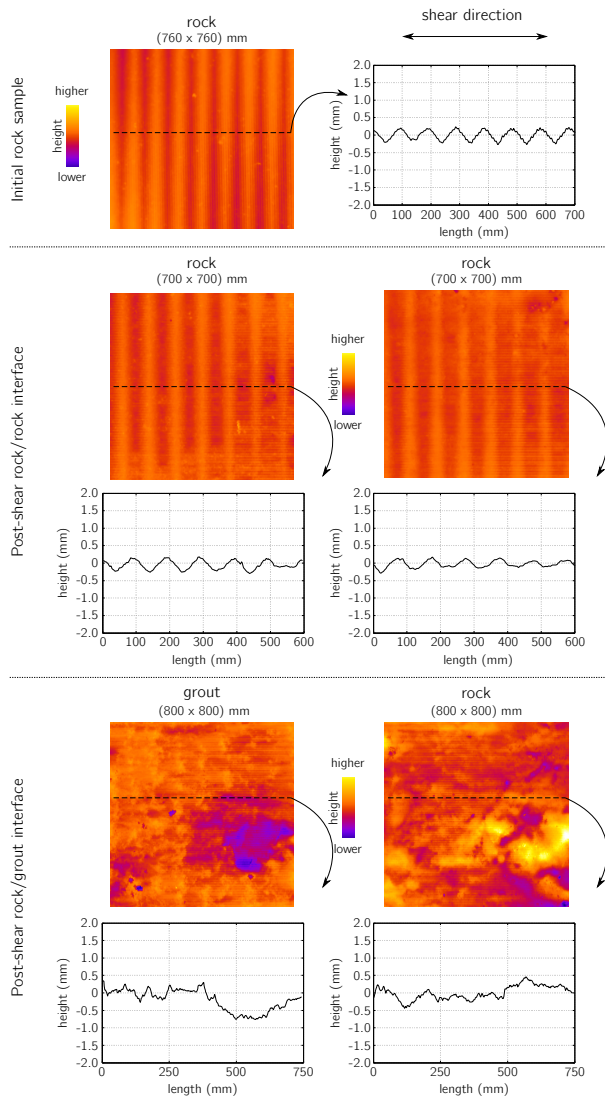 Initial rock sample
rock
(760 x 760) mm
higher
height
lower
shear direction
height (mm)
2.0
1.5
1.0
0.5
0.0
-0.5
-1.0
-1.5
-2.0
0 100 200 300 400 500 600 700
length (mm)
Post-shear rock/rock interface
rock
(700 x 700) mm
rock
(700 x 700) mm
higher
height
lower
height (mm)
2.0
1.5
1.0
0.5
0.0
-0.5
-1.0
-1.5
-2.0
0 100 200 300 400 500 600
length (mm)
height (mm)
2.0
1.5
1.0
0.5
0.0
-0.5
-1.0
-1.5
-2.0
0 100 200 300 400 500 600
length (mm)
Post-shear rock/grout interface
grout
(800 x 800) mm
rock
(800 x 800) mm
higher
height
lower
height (mm)
2.0
1.5
1.0
0.5
0.0
-0.5
-1.0
-1.5
-2.0
0 250 500 750
length (mm)
height (mm)
2.0
1.5
1.0
0.5
0.0
-0.5
-1.0
-1.5
-2.0
0 250 500 750
length (mm)